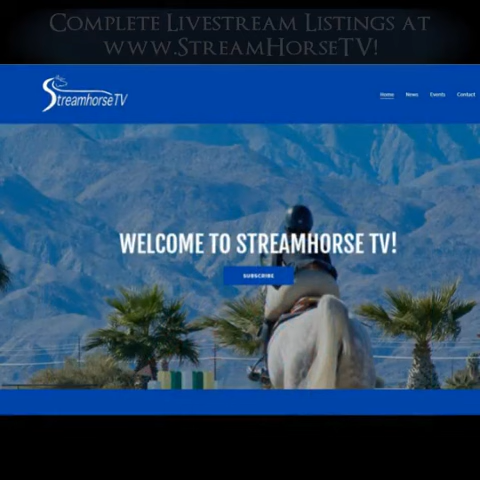 Complete Livestream Listings at
www.StreamHorseTV!
StreamhorseTV
Home News Events Contact
WELCOME TO STREAMHORSE TV!
SUBSCRIBE